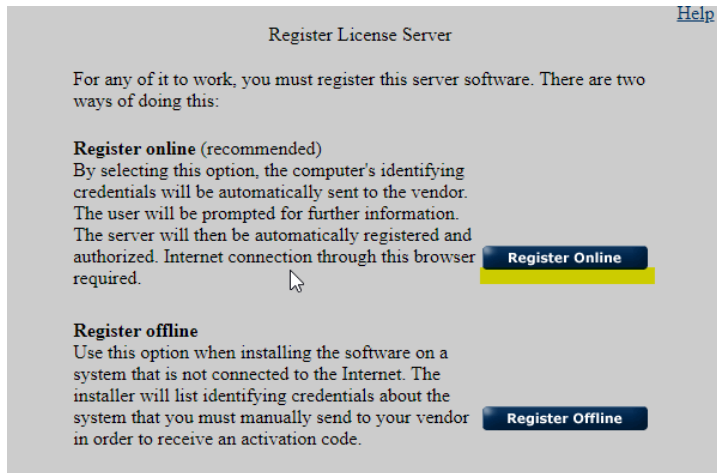 Help
Register License Server
For any of it to work, you must register this server software. There are two
ways of doing this:
Register online (recommended)
By selecting this option, the computer's identifying
credentials will be automatically sent to the vendor.
The user will be prompted for further information.
The server will then be automatically registered and
authorized. Internet connection through this browser
required.
Register Online
Register offline
Use this option when installing the software on a
system that is not connected to the Internet. The
installer will list identifying credentials about the
system that you must manually send to your vendor
in order to receive an activation code.
Register Offline